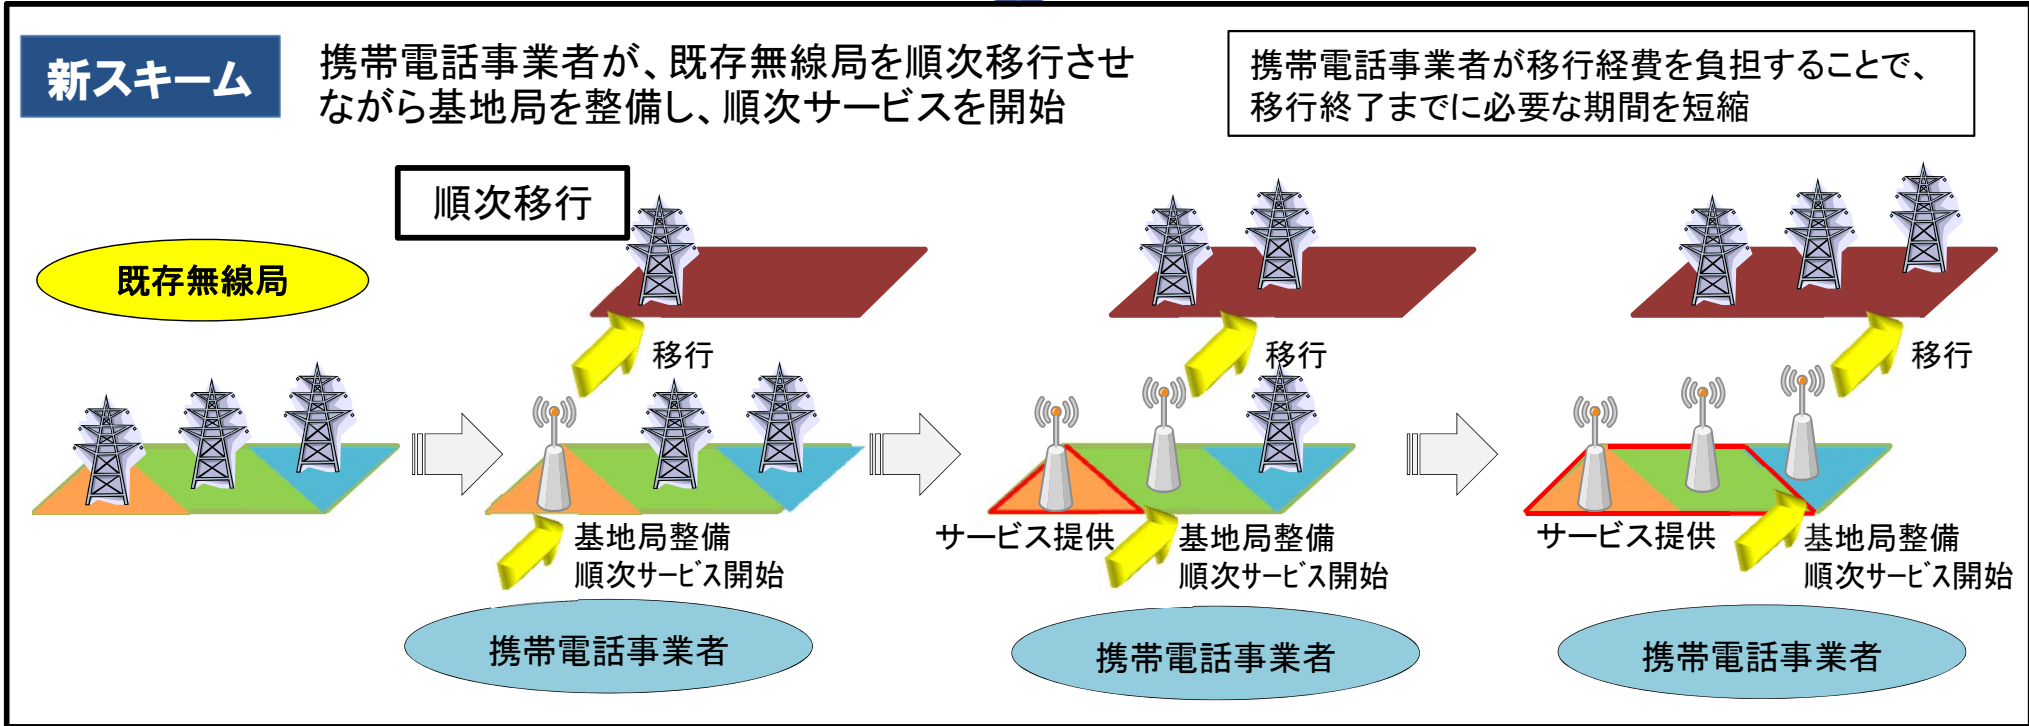 新スキーム
携帯電話事業者が、既存無線局を順次移行させ
ながら基地局を整備し、順次サービスを開始
携帯電話事業者が移行経費を負担することで、
移行終了までに必要な期間を短縮
順次移行
既存無線局
移行
移行
移行
基地局整備
順次サービス開始
サービス提供
基地局整備
順次サービス開始
サービス提供
基地局整備
順次サービス開始
携帯電話事業者
携帯電話事業者
携帯電話事業者